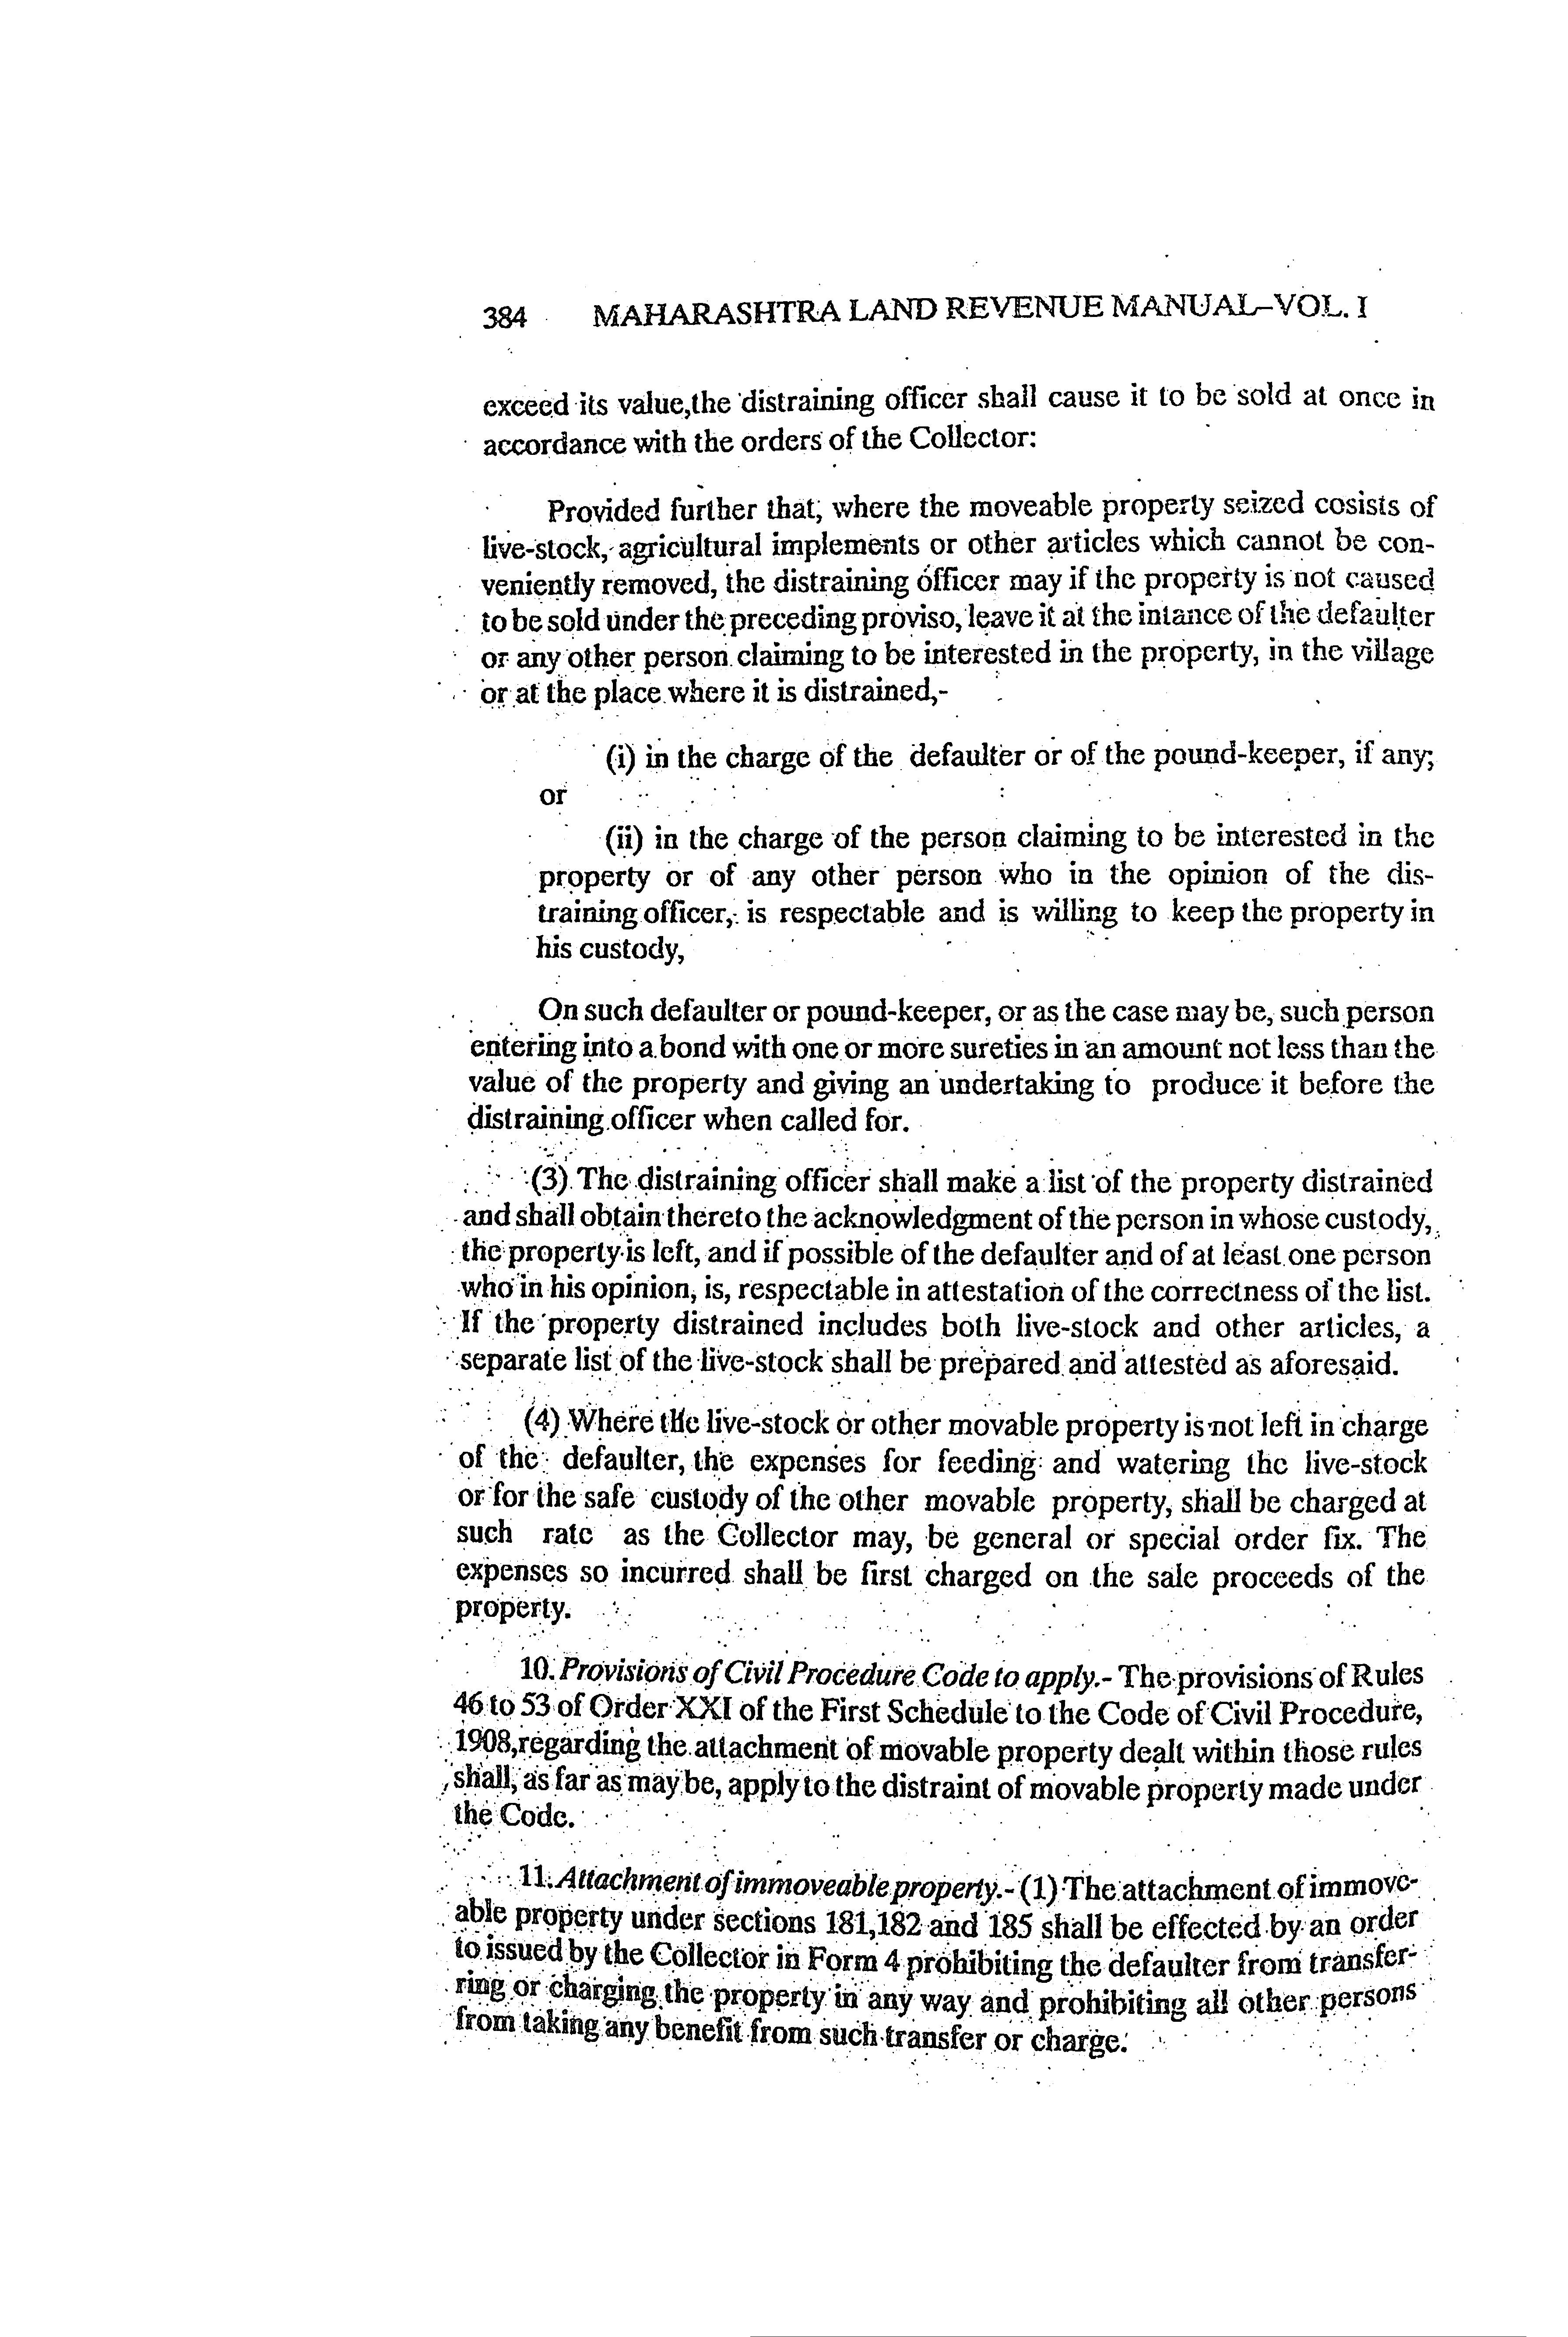 384 MAHARASHTRA LAND REVENUE MANUAL–VOL. I
exceed its value,the distraining officer shall cause it to be sold at once in
accordance with the orders of the Collector:
Provided further that, where the moveable property seized cosists of
live-stock, agricultural implements or other articles which cannot be con-
veniently removed, the distraining officer may if the property is not caused
to be sold under the preceding proviso, leave it at the intance of the defaulter
or any other person claiming to be interested in the property, in the village
or at the place where it is distrained,-
(i) in the charge of the defaulter or of the pound-keeper, if any;
or
(ii) in the charge of the person claiming to be interested in the
property or of any other person who in the opinion of the dis-
training officer, is respectable and is willing to keep the property in
his custody,
On such defaulter or pound-keeper, or as the case may be, such person
entering into a bond with one or more sureties in an amount not less than the
value of the property and giving an undertaking to produce it before the
distraining officer when called for.
(3) The distraining officer shall make a list of the property distrained
and shall obtain thereto the acknowledgment of the person in whose custody,
the property is left, and if possible of the defaulter and of at least one person
who in his opinion, is, respectable in attestation of the correctness of the list.
If the property distrained includes both live-stock and other articles, a
separate list of the live-stock shall be prepared and attested as aforesaid.
(4) Where the live-stock or other movable property is not left in charge
of the defaulter, the expenses for feeding and watering the live-stock
or for the safe custody of the other movable property, shall be charged at
such rate as the Collector may, be general or special order fix. The
expenses so incurred shall be first charged on the sale proceeds of the
property.
10. Provisions of Civil Procedure Code to apply.- The provisions of Rules
46 to 53 of Order XXI of the First Schedule to the Code of Civil Procedure,
1908,regarding the attachment of movable property dealt within those rules
shall, as far as may be, apply to the distraint of movable property made under
the Code.
11. Attachment of immoveable property.- (1) The attachment of immove-
able property under sections 181,182 and 185 shall be effected by an order
to issued by the Collector in Form 4 prohibiting the defaulter from transfer-
ring or charging the property in any way and prohibiting all other persons
from taking any benefit from such transfer or charge.